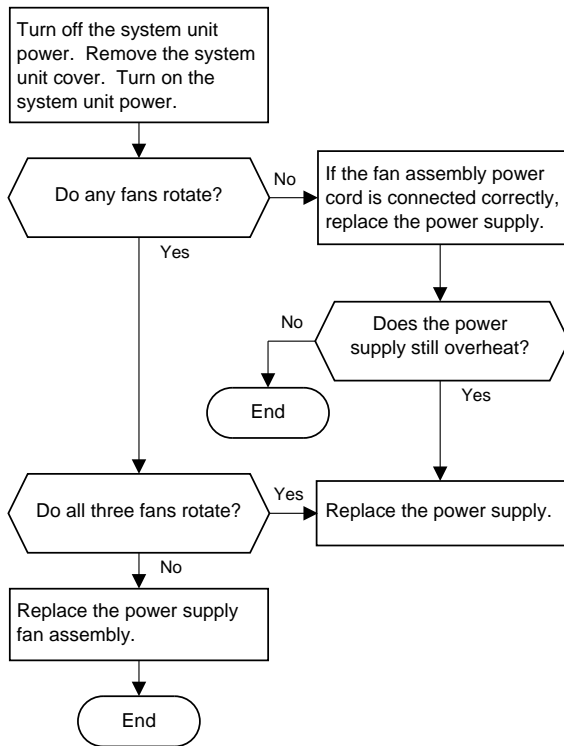 Turn off the system unit
power.  Remove the system
unit cover.  Turn on the
system unit power.
Do any fans rotate?
No
If the fan assembly power
cord is connected correctly,
replace the power supply.
Yes
No
Does the power
supply still overheat?
End
Yes
Do all three fans rotate?
Yes
Replace the power supply.
No
Replace the power supply
fan assembly.
End